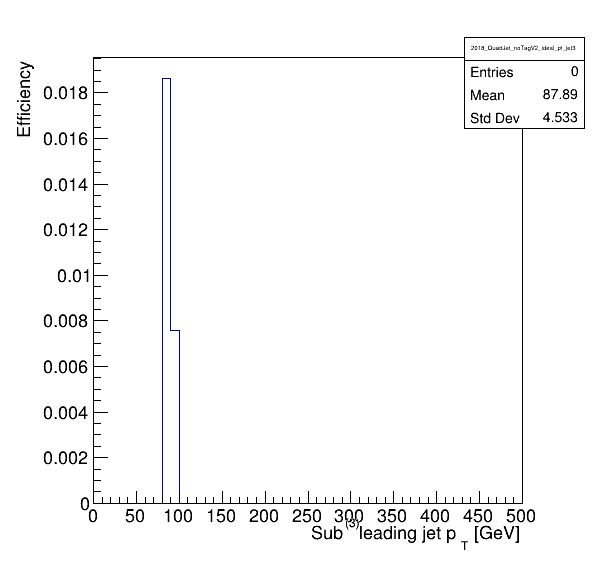 2018_QuadJet_noTagV2_ideal_pt_jet3
Entries 0
Mean 87.89
Std Dev 4.533
Efficiency
0.018
0.016
0.014
0.012
0.01
0.008
0.006
0.004
0.002
0
0 50 100 150 200 250 300 350 400 450 500
Sub(3)leading jet pT [GeV]